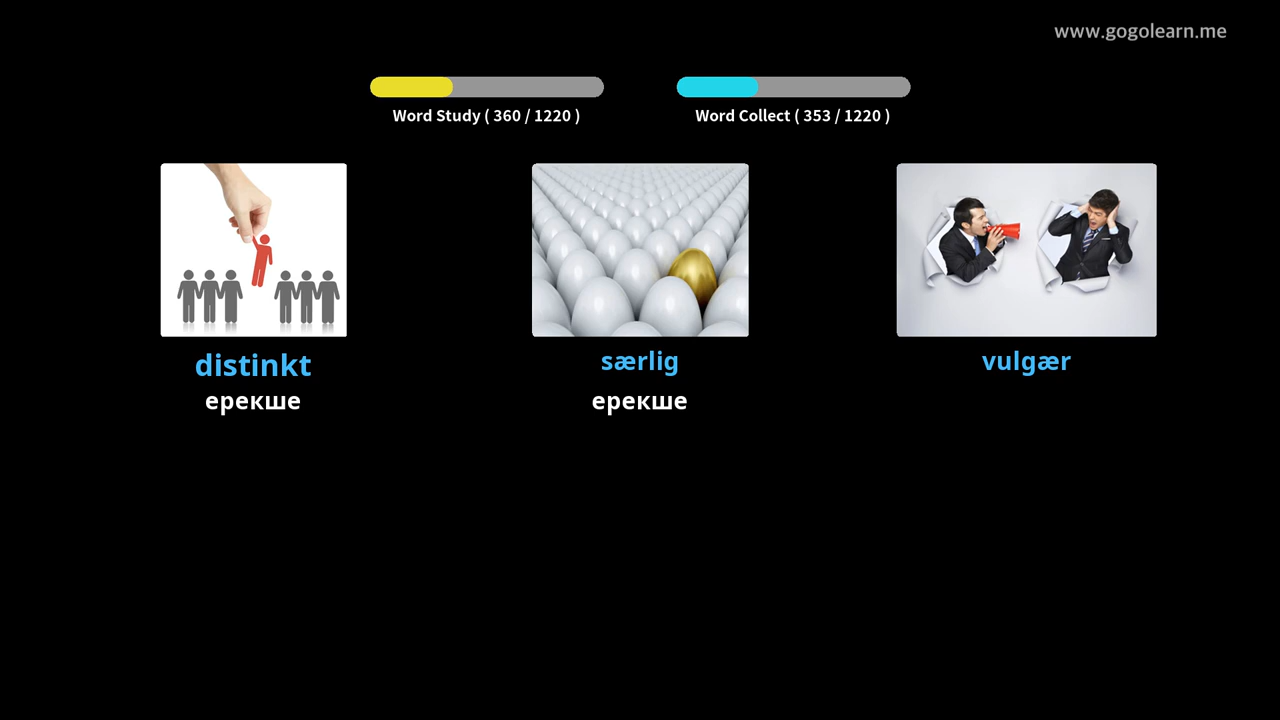 www.gogolearn.me
Word Study ( 360 / 1220 )
Word Collect ( 353 / 1220 )
distinkt
særlig
vulgær
ерекше
ерекше